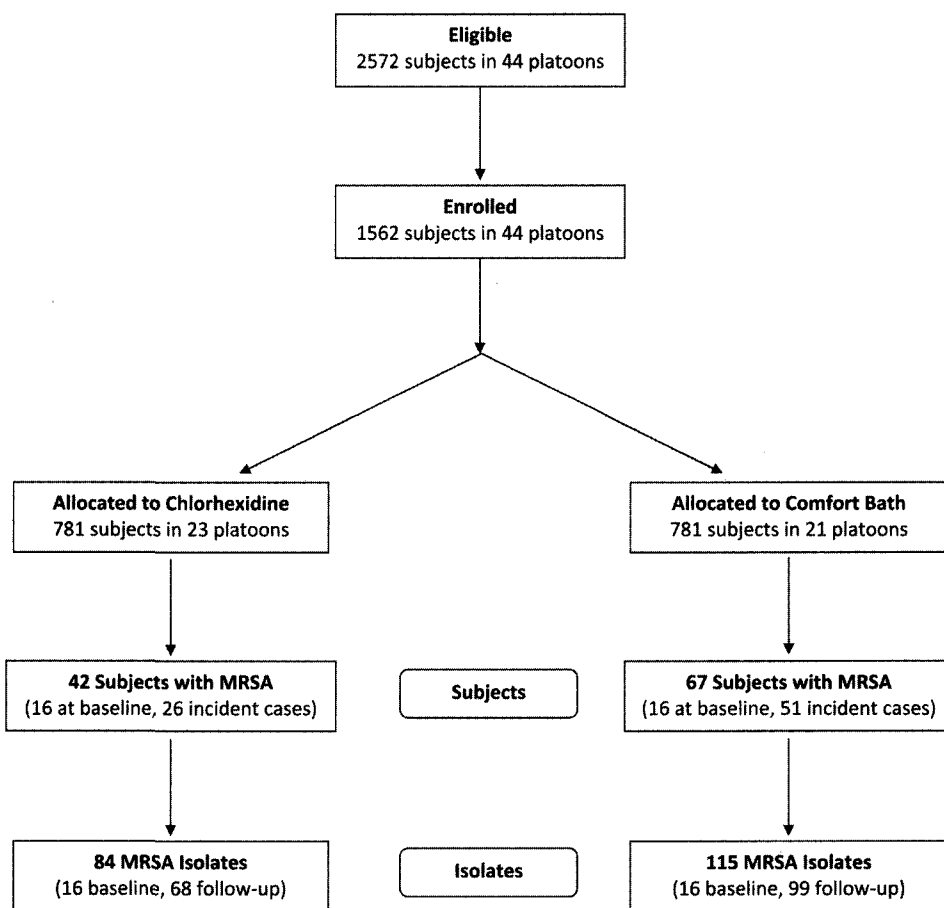 Eligible
2572 subjects in 44 platoons
Enrolled
1562 subjects in 44 platoons
Allocated to Chlorhexidine
781 subjects in 23 platoons
Allocated to Comfort Bath
781 subjects in 21 platoons
42 Subjects with MRSA
(16 at baseline, 26 incident cases)
Subjects
67 Subjects with MRSA
(16 at baseline, 51 incident cases)
84 MRSA Isolates
(16 baseline, 68 follow-up)
Isolates
115 MRSA Isolates
(16 baseline, 99 follow-up)